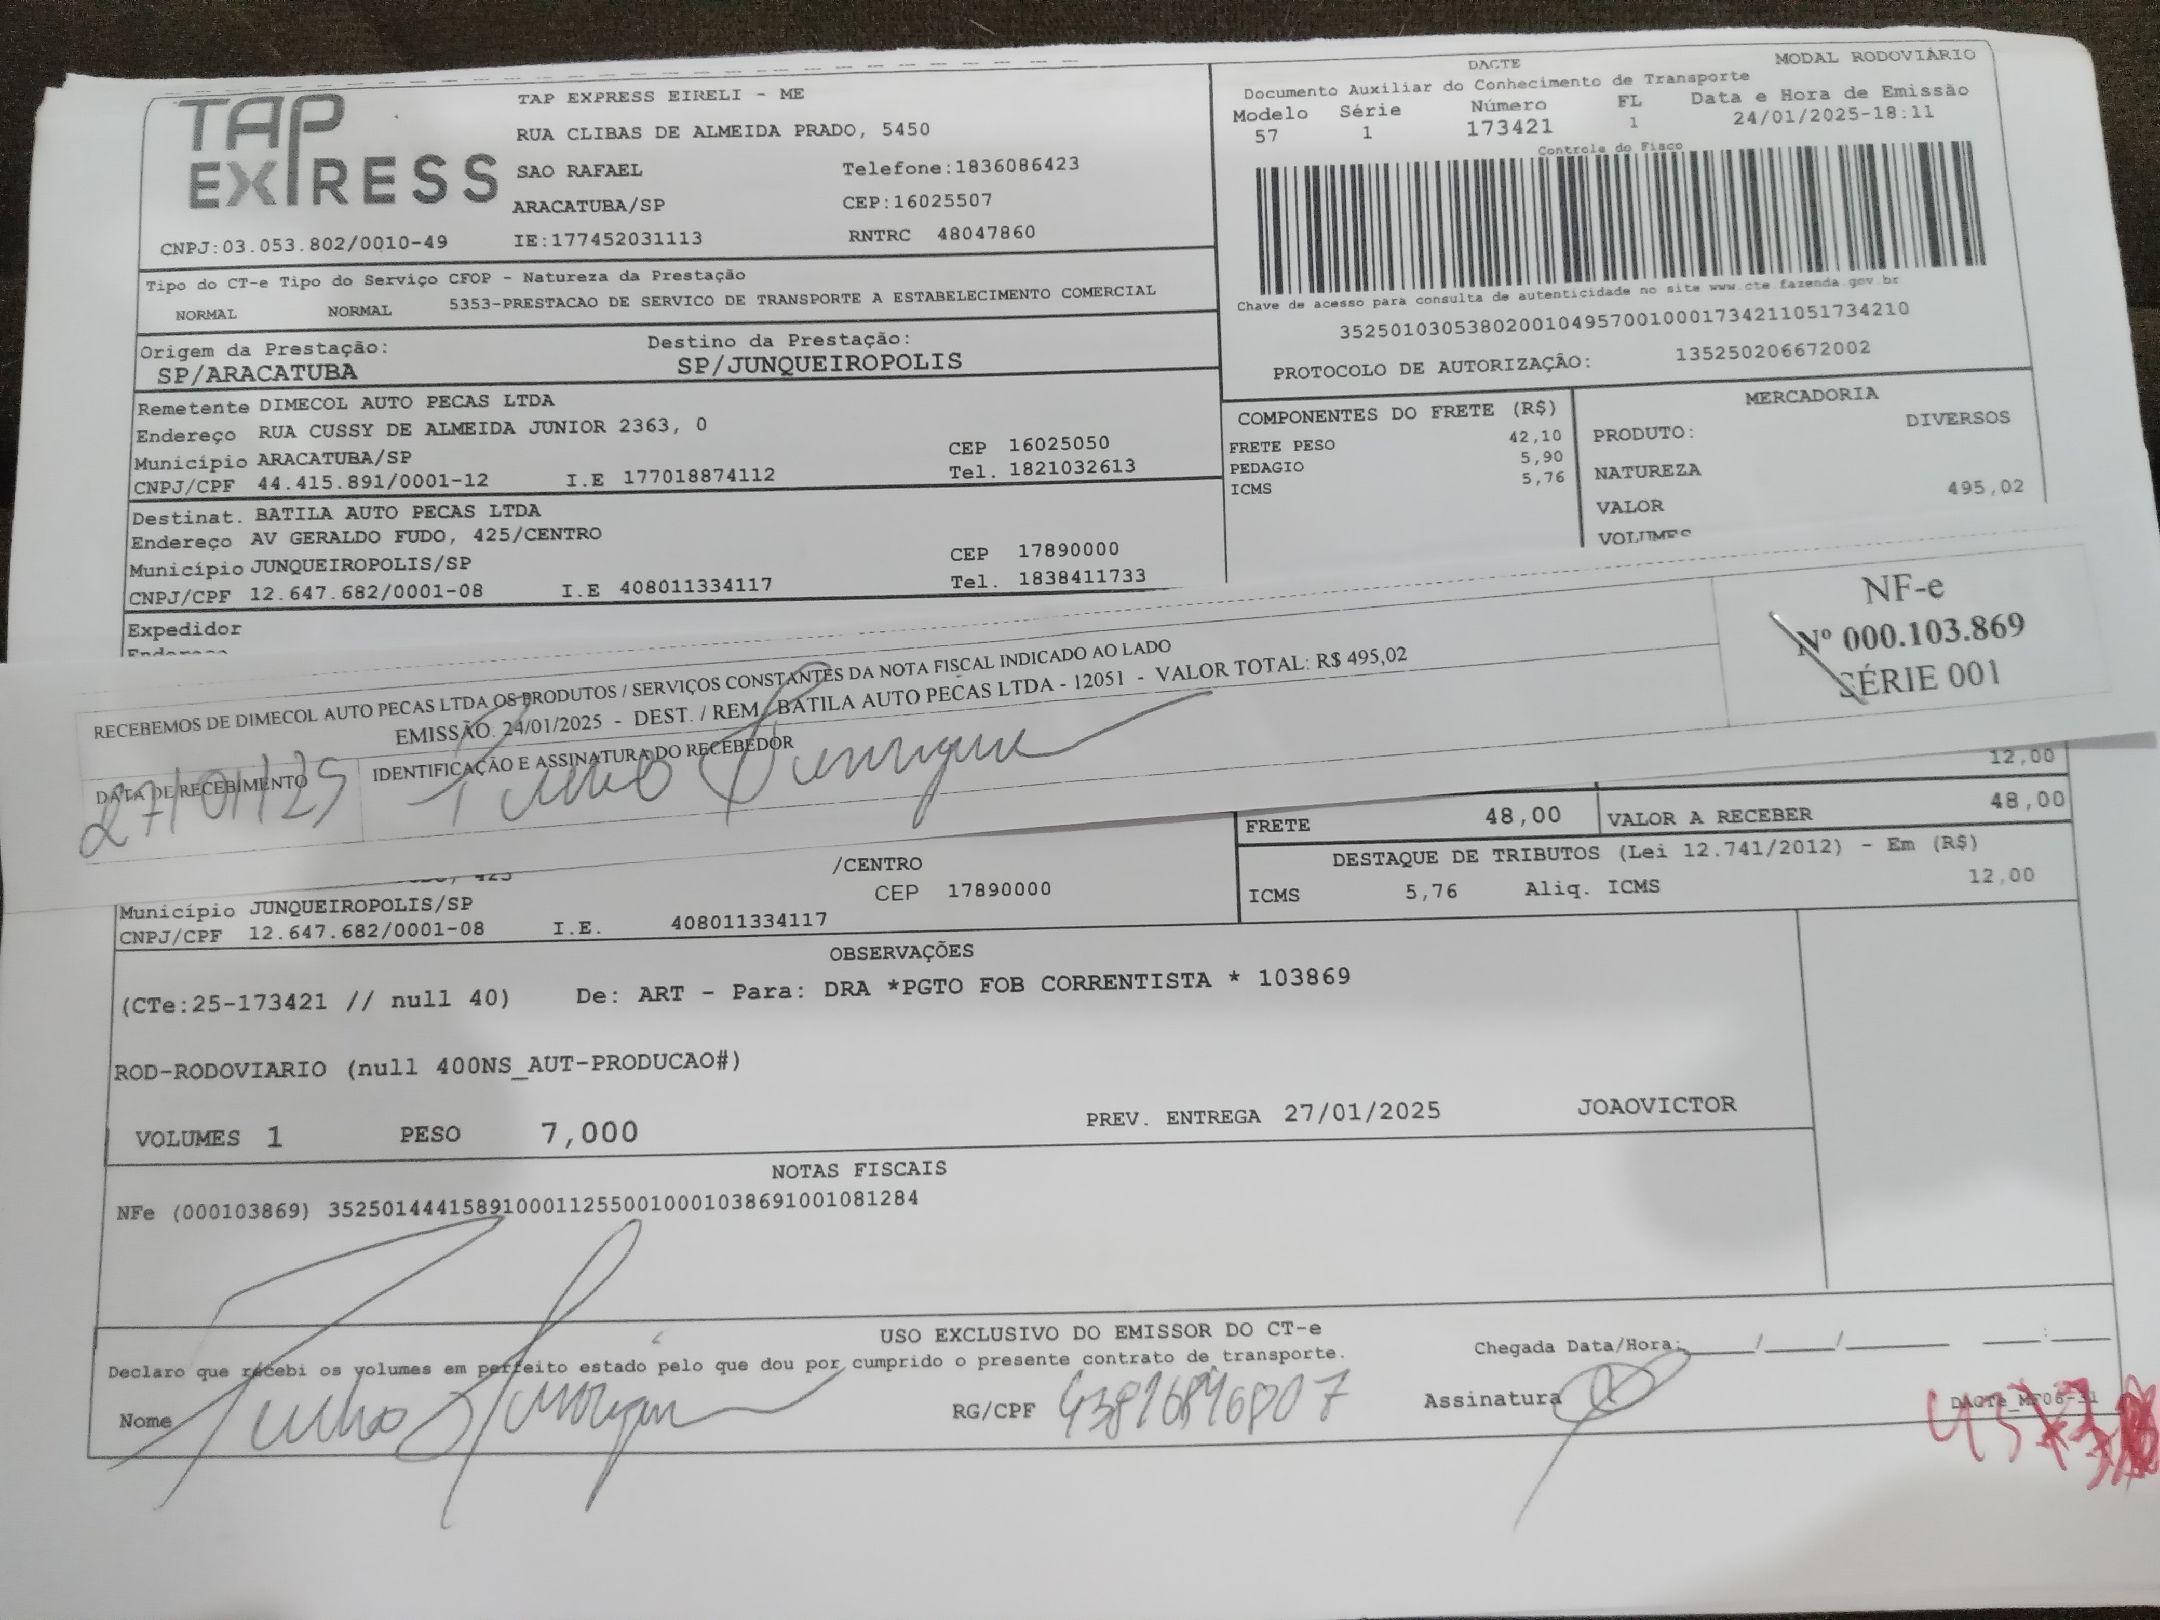 TAP EXPRESS
TAP EXPRESS EIRELI - ME
RUA CLIBAS DE ALMEIDA PRADO, 5450
SAO RAFAEL Telefone:1836086423
ARACATUBA/SP CEP:16025507
CNPJ:03.053.802/0010-49 IE:177452031113 RNTRC 48047860
DACTE MODAL RODOVIÁRIO
Documento Auxiliar do Conhecimento de Transporte
Modelo Série Número FL Data e Hora de Emissão
57 1 173421 1 24/01/2025-18:11
Controle do Fisco
Chave de acesso para consulta de autenticidade no site www.cte.fazenda.gov.br
35250103053802001049570010001734211051734210
PROTOCOLO DE AUTORIZAÇÃO: 135250206672002
Tipo do CT-e Tipo do Serviço CFOP - Natureza da Prestação
NORMAL NORMAL 5353-PRESTACAO DE SERVICO DE TRANSPORTE A ESTABELECIMENTO COMERCIAL
Origem da Prestação: Destino da Prestação:
SP/ARACATUBA SP/JUNQUEIROPOLIS
Remetente DIMECOL AUTO PECAS LTDA
Endereço RUA CUSSY DE ALMEIDA JUNIOR 2363, 0
Município ARACATUBA/SP CEP 16025050
CNPJ/CPF 44.415.891/0001-12 I.E 177018874112 Tel. 1821032613
Destinat. BATILA AUTO PECAS LTDA
Endereço AV GERALDO FUDO, 425/CENTRO
Município JUNQUEIROPOLIS/SP CEP 17890000
CNPJ/CPF 12.647.682/0001-08 I.E 408011334117 Tel. 1838411733
Expedidor
COMPONENTES DO FRETE (R$)
FRETE PESO 42,10
PEDAGIO 5,90
ICMS 5,76
MERCADORIA
PRODUTO: DIVERSOS
NATUREZA
VALOR 495,02
VOLUMES
RECEBEMOS DE DIMECOL AUTO PECAS LTDA OS PRODUTOS / SERVIÇOS CONSTANTES DA NOTA FISCAL INDICADO AO LADO
EMISSÃO: 24/01/2025 - DEST. / REM. BATILA AUTO PECAS LTDA - 12051 - VALOR TOTAL: R$ 495,02
DATA DE RECEBIMENTO IDENTIFICAÇÃO E ASSINATURA DO RECEBEDOR
27/01/25 Tulho Henrique
NF-e
Nº 000.103.869
SÉRIE 001
12,00
FRETE 48,00 VALOR A RECEBER 48,00
DESTAQUE DE TRIBUTOS (Lei 12.741/2012) - Em (R$)
ICMS 5,76 Aliq. ICMS 12,00
/CENTRO
Município JUNQUEIROPOLIS/SP CEP 17890000
CNPJ/CPF 12.647.682/0001-08 I.E. 408011334117
OBSERVAÇÕES
(CTe:25-173421 // null 40) De: ART - Para: DRA *PGTO FOB CORRENTISTA * 103869
ROD-RODOVIARIO (null 400NS_AUT-PRODUCAO#)
VOLUMES 1 PESO 7,000 PREV. ENTREGA 27/01/2025 JOAOVICTOR
NOTAS FISCAIS
NFe (000103869) 35250144415891000112550010001038691001081284
USO EXCLUSIVO DO EMISSOR DO CT-e
Declaro que recebi os volumes em perfeito estado pelo que dou por cumprido o presente contrato de transporte.
Chegada Data/Hora:
Nome Tulho Henrique RG/CPF 43816846807 Assinatura